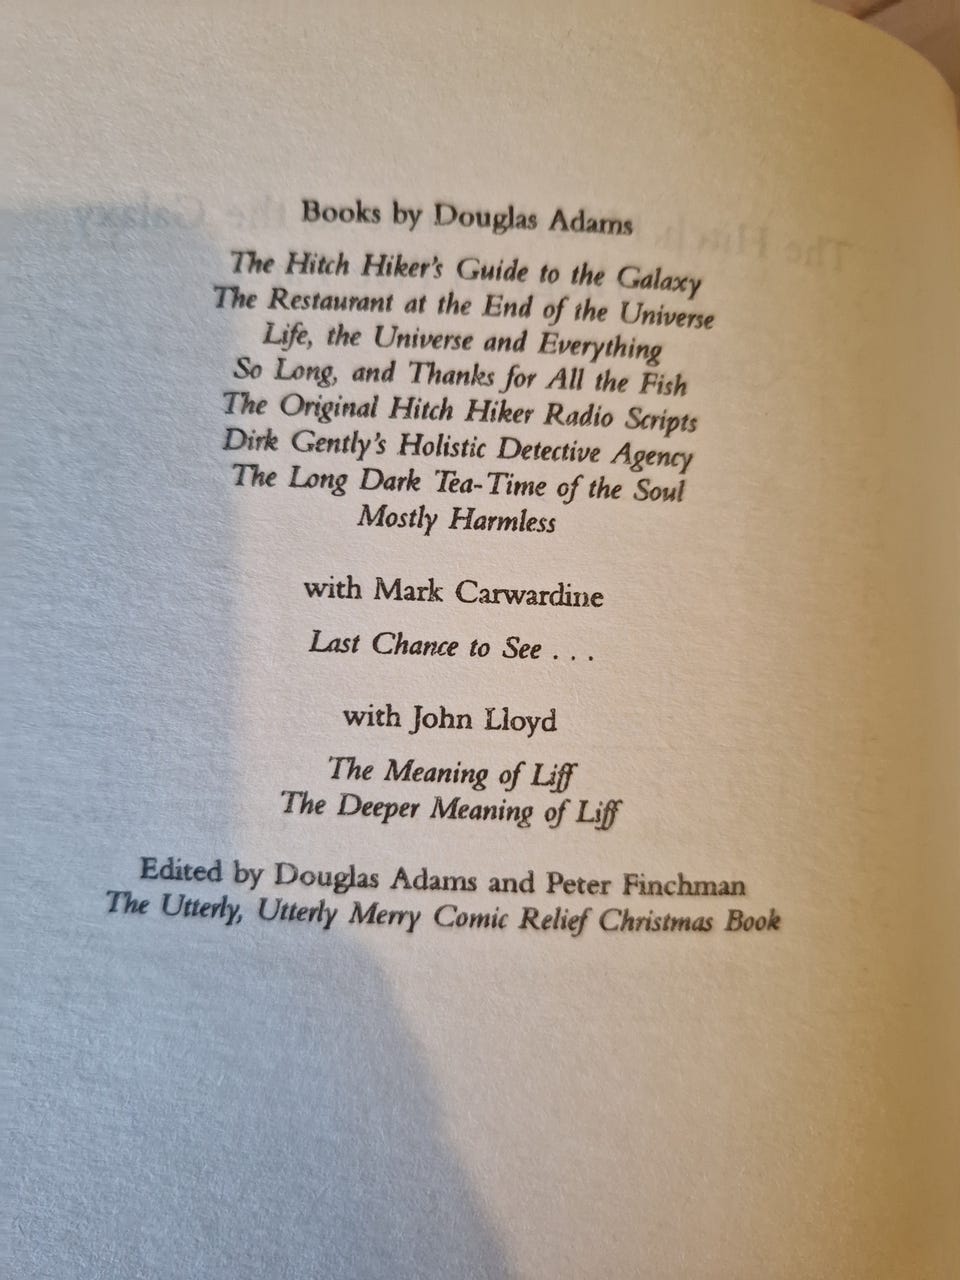 Books by Douglas Adams
The Hitch Hiker's Guide to the Galaxy
The Restaurant at the End of the Universe
Life, the Universe and Everything
So Long, and Thanks for All the Fish
The Original Hitch Hiker Radio Scripts
Dirk Gently's Holistic Detective Agency
The Long Dark Tea-Time of the Soul
Mostly Harmless
with Mark Carwardine
Last Chance to See . . .
with John Lloyd
The Meaning of Liff
The Deeper Meaning of Liff
Edited by Douglas Adams and Peter Finchman
The Utterly, Utterly Merry Comic Relief Christmas Book